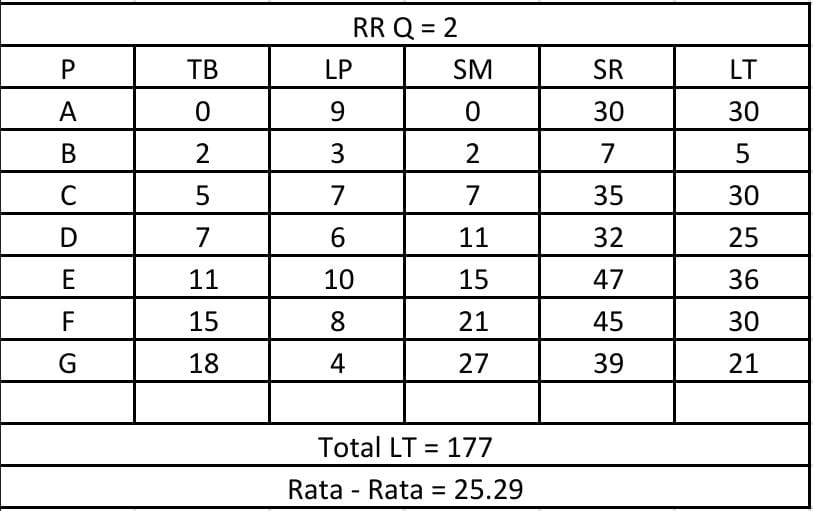 RR Q = 2
P TB LP SM SR LT
A 0 9 0 30 30
B 2 3 2 7 5
C 5 7 7 35 30
D 7 6 11 32 25
E 11 10 15 47 36
F 15 8 21 45 30
G 18 4 27 39 21
Total LT = 177
Rata - Rata = 25.29